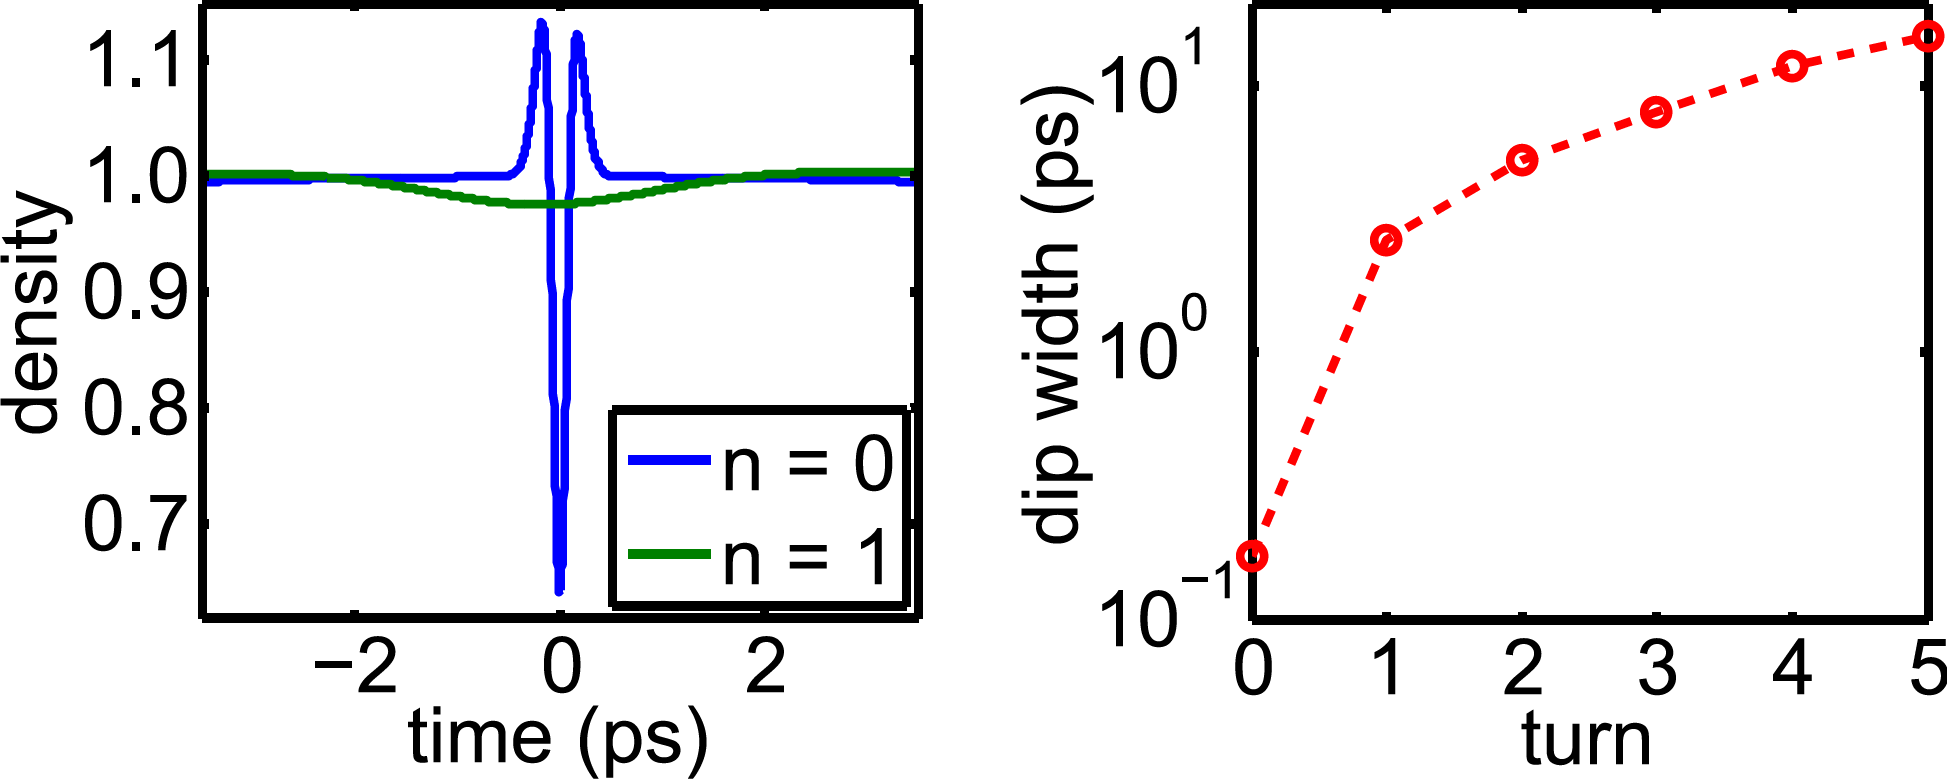 density
1.1
1.0
0.9
0.8
0.7
n = 0
n = 1
−2 0 2
time (ps)
dip width (ps)
10^1
10^0
10^−1
0 1 2 3 4 5
turn